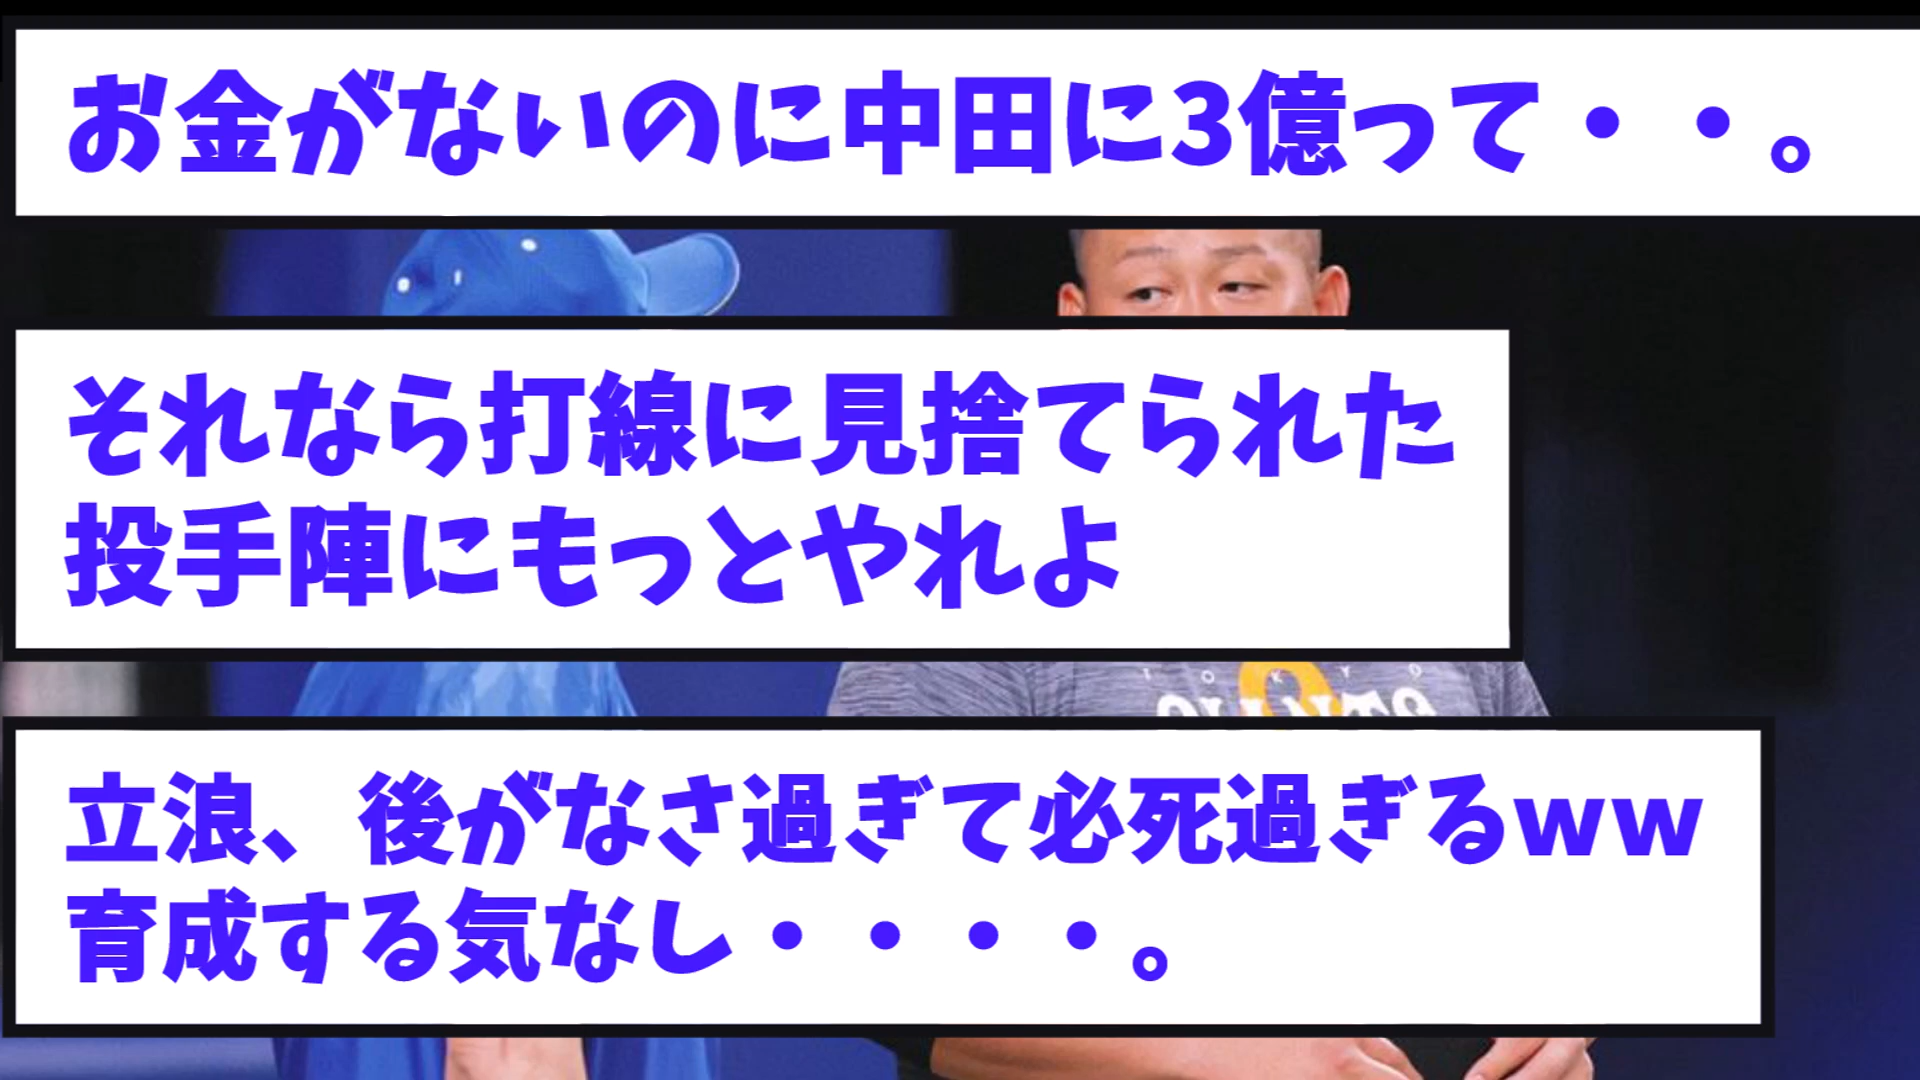 お金がないのに中田に3億って・・。
それなら打線に見捨てられた
投手陣にもっとやれよ
TOKYO
立浪、後がなさ過ぎて必死過ぎるww
育成する気なし・・・・。